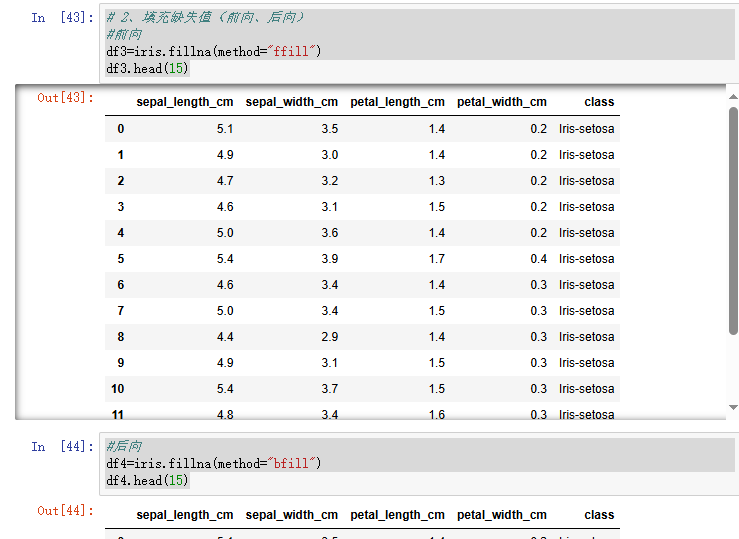 In [43]:
# 2、填充缺失值（前向、后向）
#前向
df3=iris.fillna(method="ffill")
df3.head(15)
Out[43]:
sepal_length_cm sepal_width_cm petal_length_cm petal_width_cm class
0 5.1 3.5 1.4 0.2 Iris-setosa
1 4.9 3.0 1.4 0.2 Iris-setosa
2 4.7 3.2 1.3 0.2 Iris-setosa
3 4.6 3.1 1.5 0.2 Iris-setosa
4 5.0 3.6 1.4 0.2 Iris-setosa
5 5.4 3.9 1.7 0.4 Iris-setosa
6 4.6 3.4 1.4 0.3 Iris-setosa
7 5.0 3.4 1.5 0.3 Iris-setosa
8 4.4 2.9 1.4 0.3 Iris-setosa
9 4.9 3.1 1.5 0.3 Iris-setosa
10 5.4 3.7 1.5 0.3 Iris-setosa
11 4.8 3.4 1.6 0.3 Iris-setosa
In [44]:
#后向
df4=iris.fillna(method="bfill")
df4.head(15)
Out[44]:
sepal_length_cm sepal_width_cm petal_length_cm petal_width_cm class